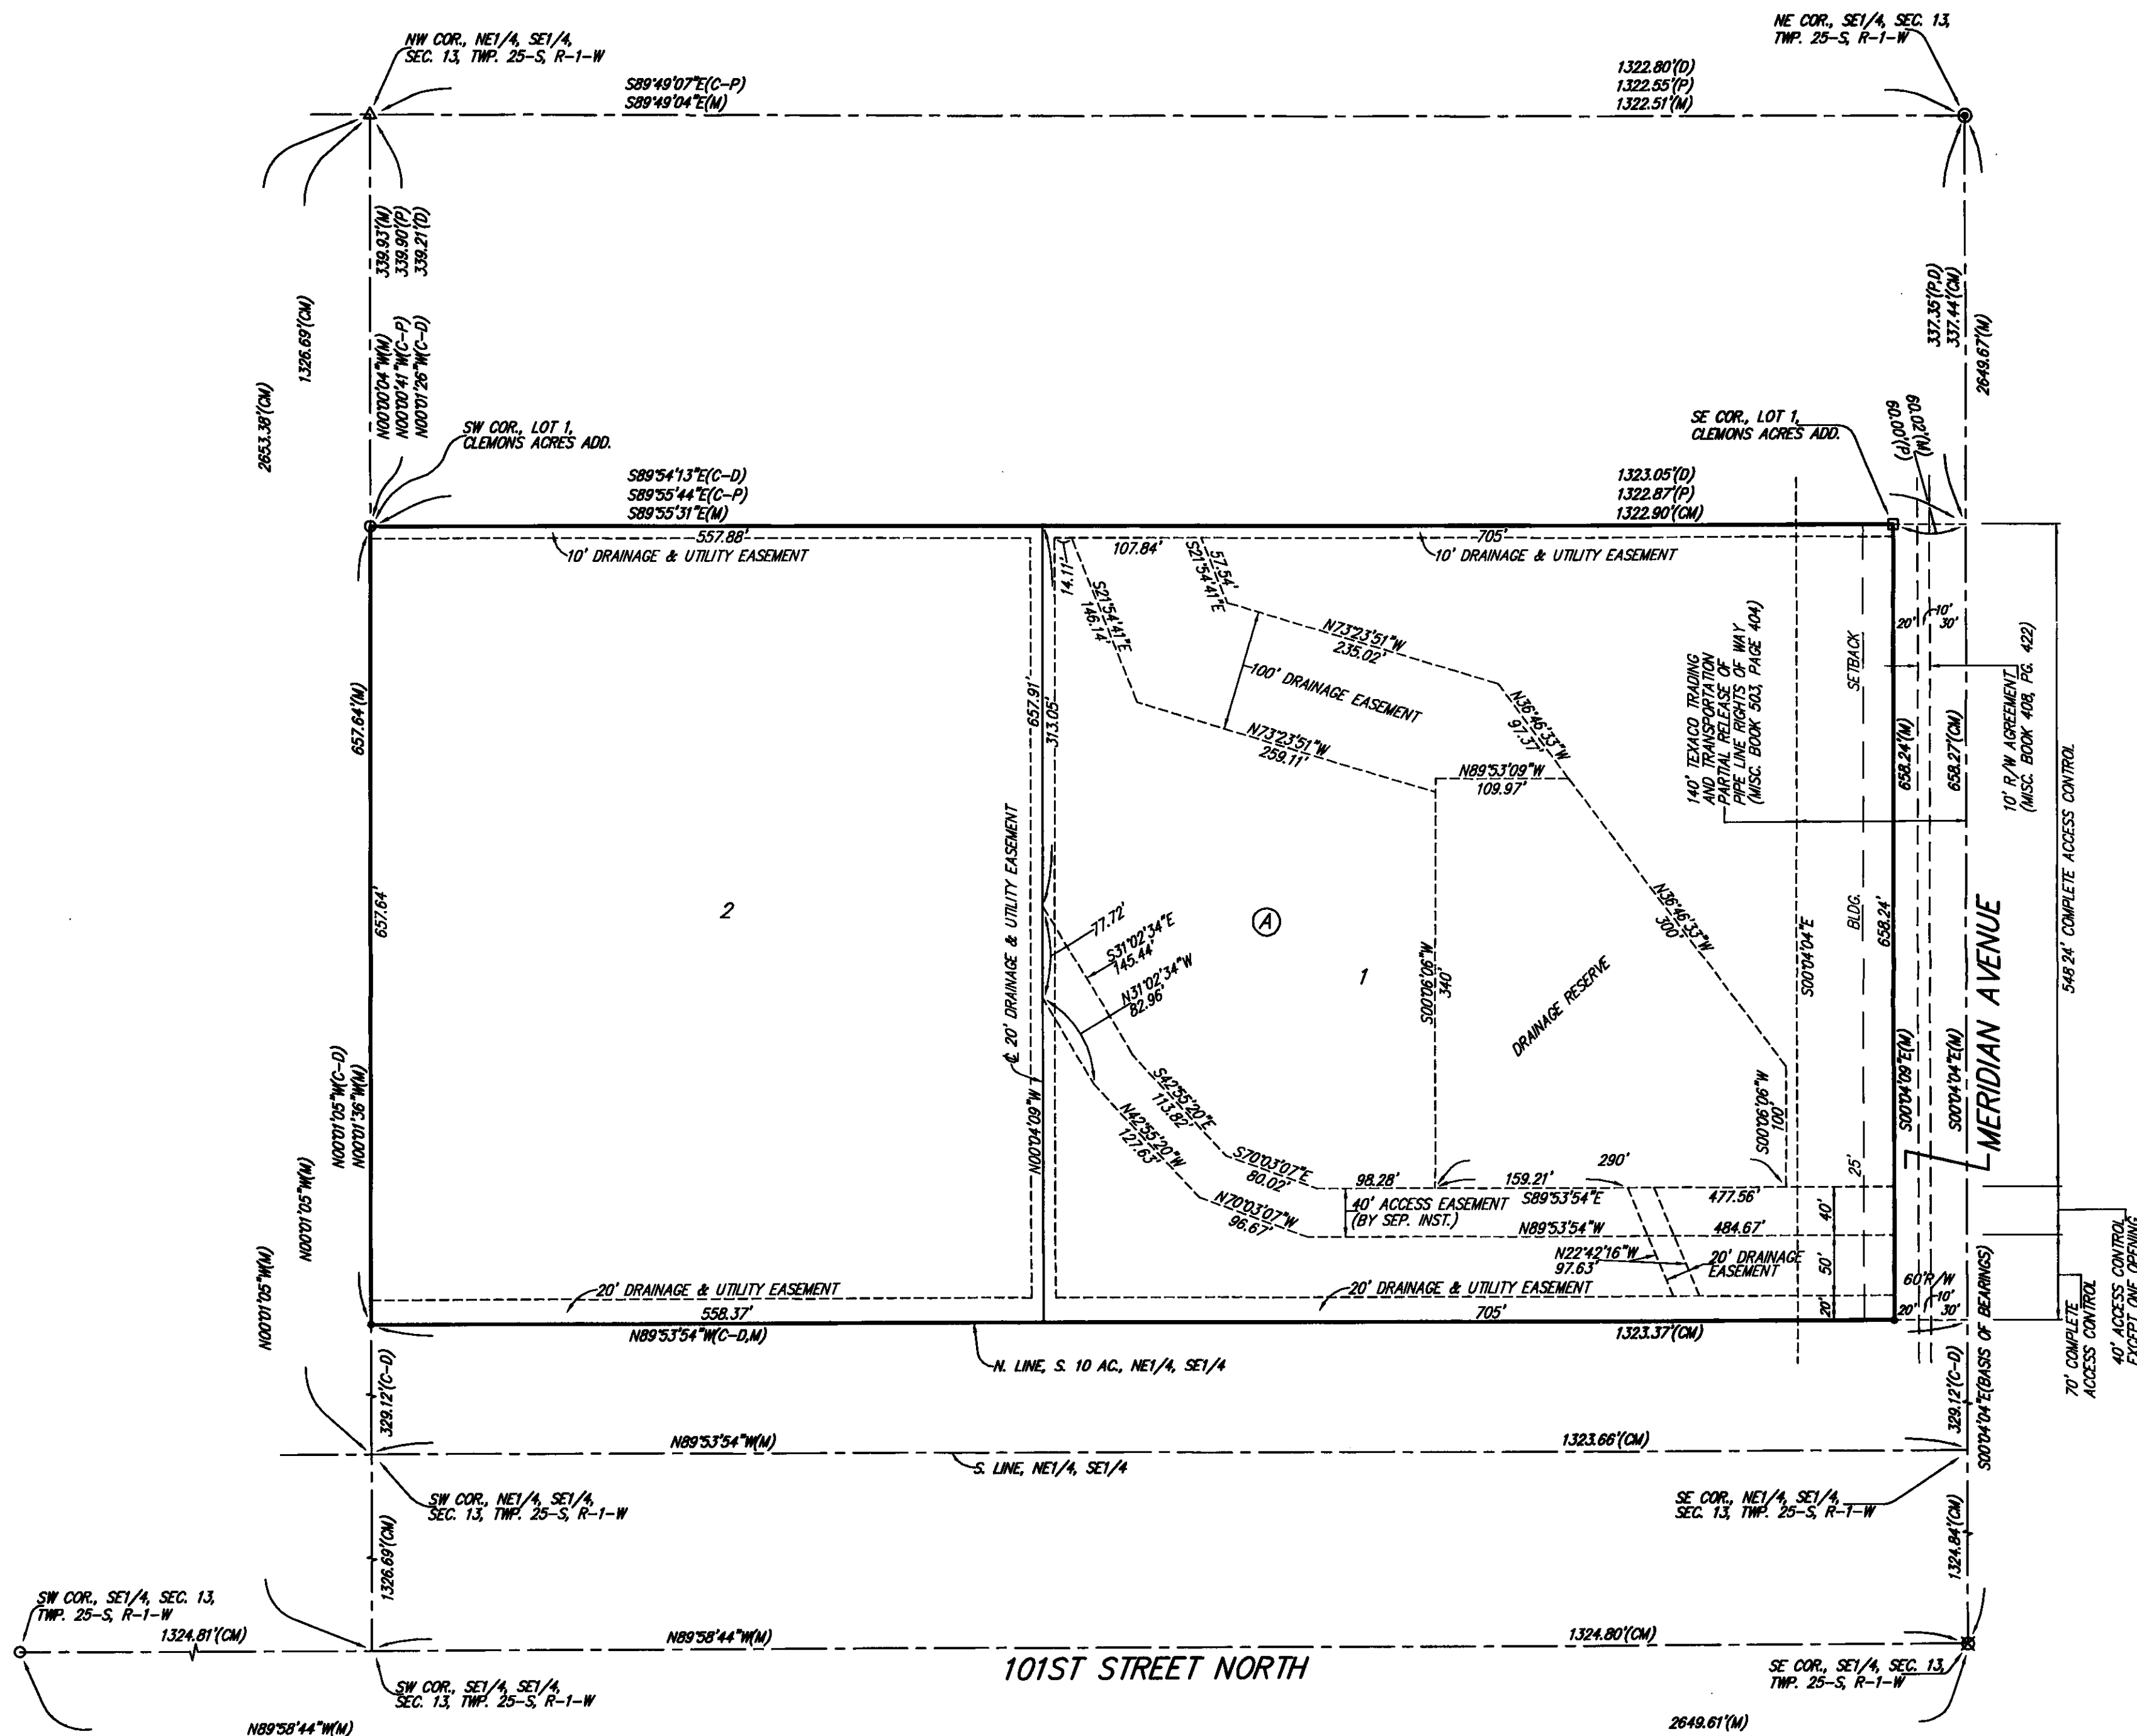 NW COR., NE1/4, SE1/4,
SEC. 13, TWP. 25-S, R-1-W
NE COR., SE1/4, SEC. 13,
TWP. 25-S, R-1-W
S89°49'07"E(C-P)
S89°49'04"E(M)
1322.80'(D)
1322.55'(P)
1322.51'(M)
339.93'(M)
339.90'(P)
339.21'(D)
N00°00'04"W(M)
N00°00'41"W(C-P)
N00°01'26"W(C-D)
1326.69'(CM)
2653.38'(CM)
337.35'(P,D)
337.44'(CM)
2649.67'(M)
SW COR., LOT 1,
CLEMONS ACRES ADD.
SE COR., LOT 1,
CLEMONS ACRES ADD.
60.00'(P)
60.02'(M)
S89°54'13"E(C-D)
S89°55'44"E(C-P)
S89°55'31"E(M)
1323.05'(D)
1322.87'(P)
1322.90'(CM)
557.88'
10' DRAINAGE & UTILITY EASEMENT
107.84'
705'
10' DRAINAGE & UTILITY EASEMENT
14.11'
S21°54'41"E
146.14'
57.54'
S21°54'41"E
N73°23'51"W
235.02'
100' DRAINAGE EASEMENT
N73°23'51"W
259.11'
N36°46'33"W
97.37'
N89°53'09"W
109.97'
140' TEXACO TRADING
AND TRANSPORTATION
PARTIAL RELEASE OF
PIPE LINE RIGHTS OF WAY
(MISC. BOOK 503, PAGE 404)
SETBACK
BLDG.
25'
20'
10'
30'
10' R/W AGREEMENT
(MISC. BOOK 408, PG. 422)
658.24'(M)
658.27'(CM)
548.24' COMPLETE ACCESS CONTROL
657.64'(M)
657.64'
657.91'
313.05'
2
A
1
₵ 20' DRAINAGE & UTILITY EASEMENT
77.72'
S31°02'34"E
145.44'
N31°02'34"W
82.96'
S00°06'06"W
340'
N36°46'33"W
300'
S00°04'04"E
658.24'
DRAINAGE RESERVE
MERIDIAN AVENUE
N00°01'05"W(C-D)
N00°01'36"W(M)
N00°04'09"W
S00°04'09"E(M)
S00°04'04"E(M)
S42°55'20"E
113.82'
N42°55'20"W
127.63'
S70°03'07"E
80.02'
N70°03'07"W
96.67'
S00°06'06"W
100'
98.28'
159.21'
290'
S89°53'54"E
477.56'
40' ACCESS EASEMENT
(BY SEP. INST.)
N89°53'54"W
484.67'
40'
50'
20'
N22°42'16"W
97.63'
20' DRAINAGE
EASEMENT
60'R/W
20'
10'
30'
N00°01'05"W(M)
N00°01'05"W(M)
20' DRAINAGE & UTILITY EASEMENT
558.37'
20' DRAINAGE & UTILITY EASEMENT
705'
N89°53'54"W(C-D,M)
1323.37'(CM)
N. LINE, S. 10 AC., NE1/4, SE1/4
70' COMPLETE
ACCESS CONTROL
40' ACCESS CONTROL
EXCEPT ONE OPENING
329.12'(C-D)
329.12'(C-D)
S00°04'04"E(BASIS OF BEARINGS)
N89°53'54"W(M)
1323.66'(CM)
S. LINE, NE1/4, SE1/4
SW COR., NE1/4, SE1/4,
SEC. 13, TWP. 25-S, R-1-W
SE COR., NE1/4, SE1/4,
SEC. 13, TWP. 25-S, R-1-W
1326.69'(CM)
1324.84'(CM)
SW COR., SE1/4, SEC. 13,
TWP. 25-S, R-1-W
1324.81'(CM)
N89°58'44"W(M)
1324.80'(CM)
101ST STREET NORTH
SW COR., SE1/4, SE1/4,
SEC. 13, TWP. 25-S, R-1-W
SE COR., SE1/4, SEC. 13,
TWP. 25-S, R-1-W
N89°58'44"W(M)
2649.61'(M)